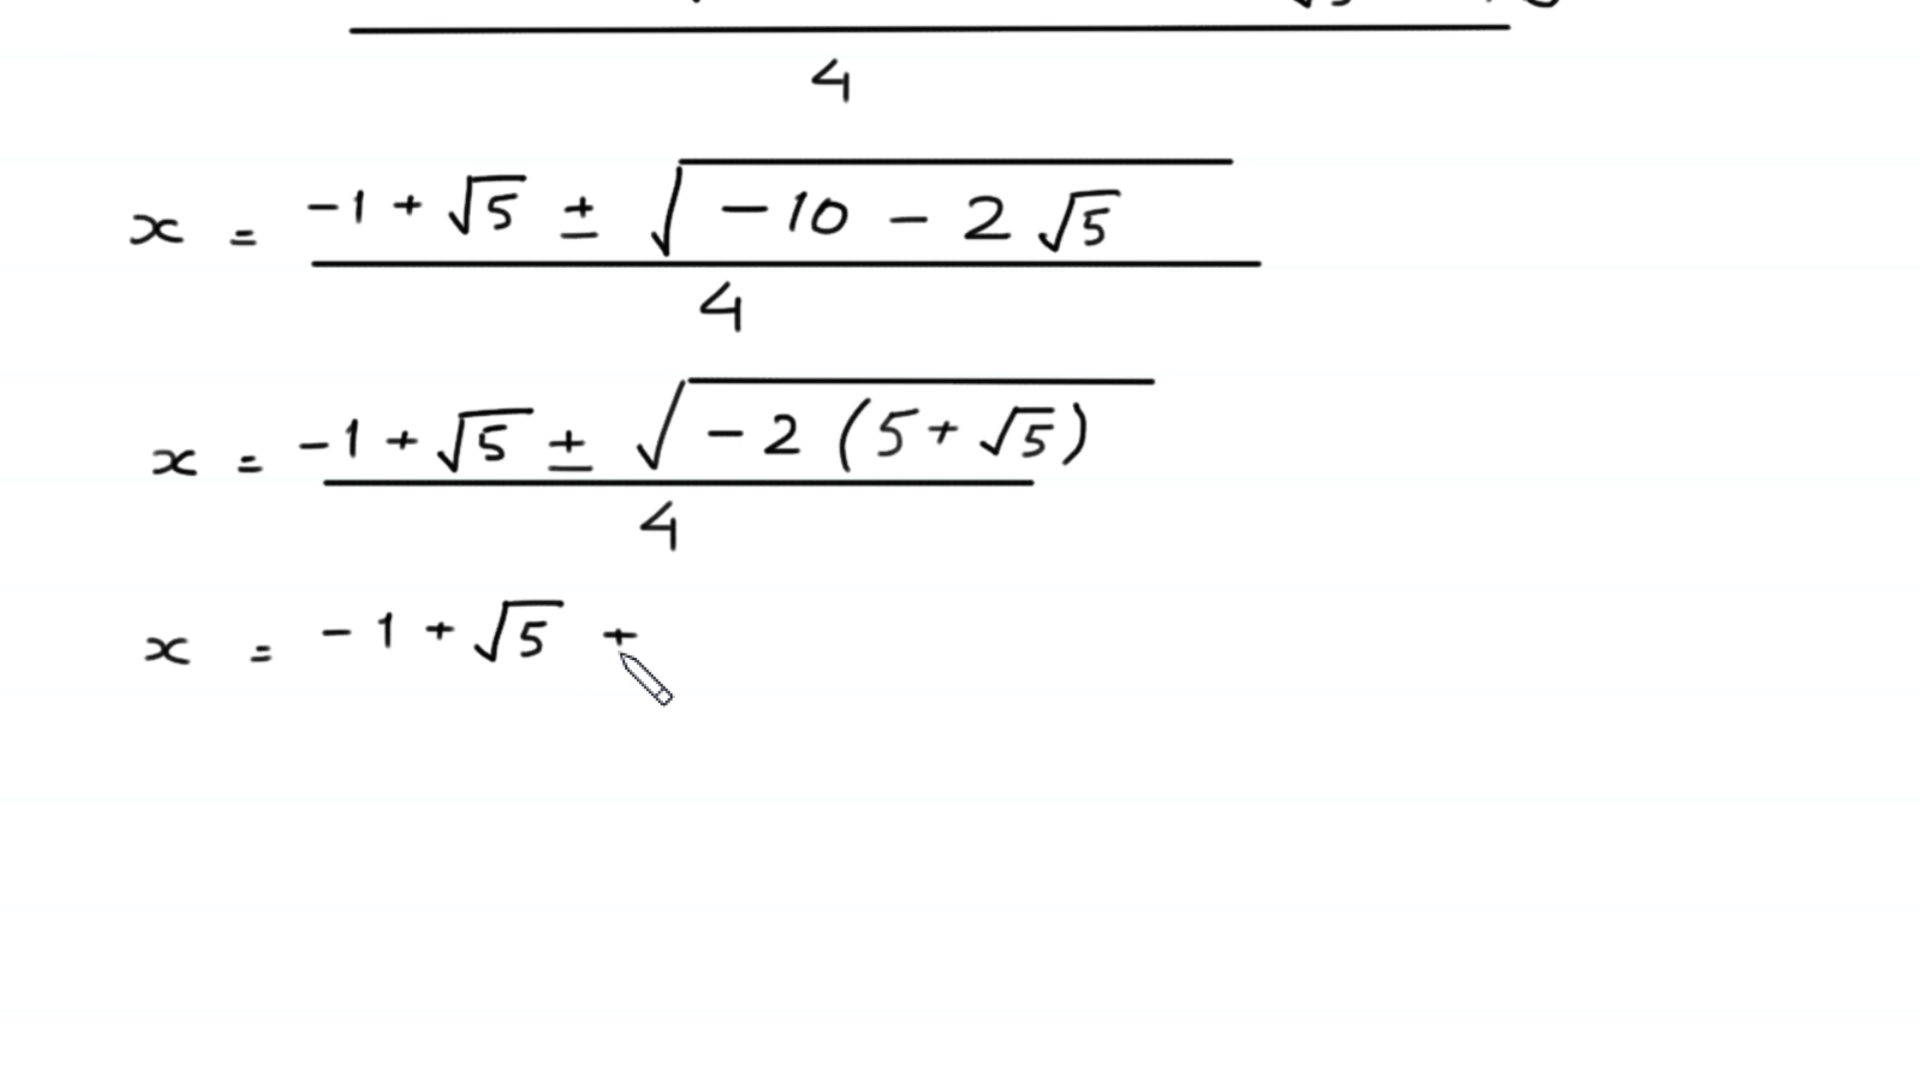 4
x = (-1 + √5 ± √(-10 - 2√5)) / 4
x = (-1 + √5 ± √(-2(5 + √5))) / 4
x = -1 + √5 +